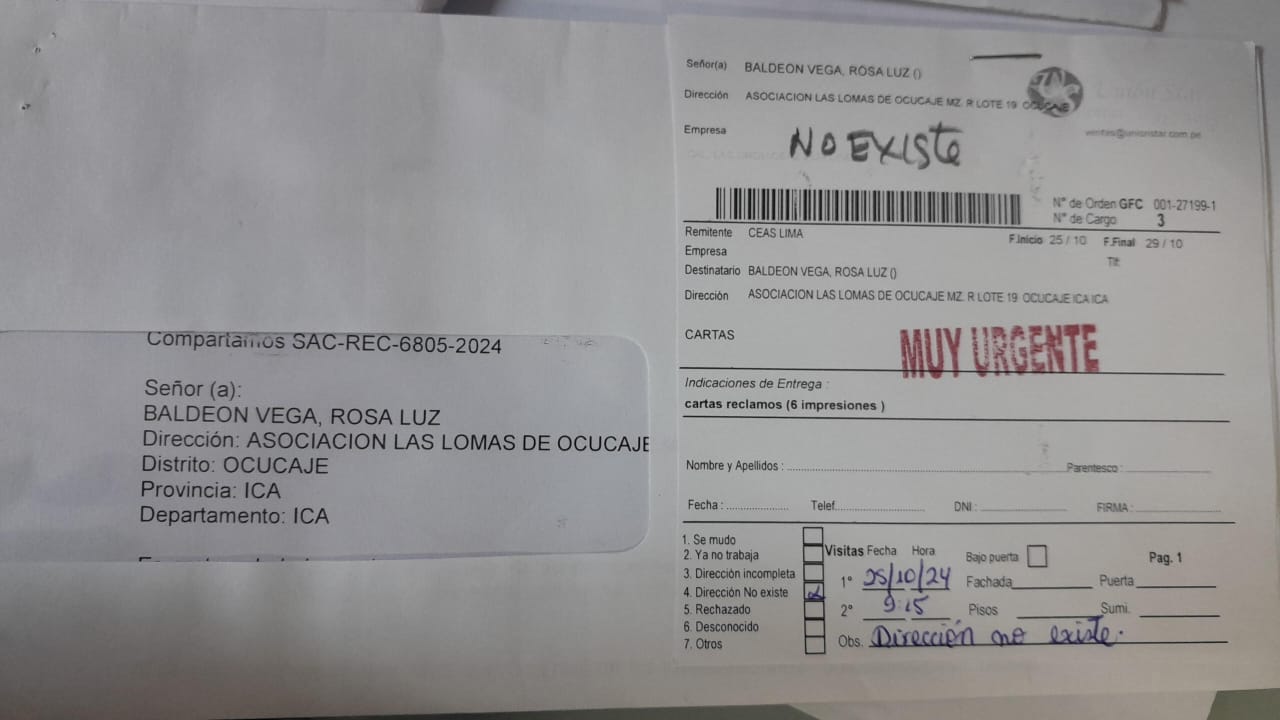 Compartamos SAC-REC-6805-2024
Señor (a):
BALDEON VEGA, ROSA LUZ
Dirección: ASOCIACION LAS LOMAS DE OCUCAJE
Distrito: OCUCAJE
Provincia: ICA
Departamento: ICA
Señor(a) BALDEON VEGA, ROSA LUZ ()
Dirección ASOCIACION LAS LOMAS DE OCUCAJE MZ. R LOTE 19 OCUCAJE
Unión Star
ventas@unionstar.com.pe
Empresa
NO EXISTE
N° de Orden GFC 001-27199-1
N° de Cargo 3
Remitente CEAS LIMA
F.Inicio 25 / 10 F.Final 29 / 10
Empresa
Tlf:
Destinatario BALDEON VEGA, ROSA LUZ ()
Dirección ASOCIACION LAS LOMAS DE OCUCAJE MZ. R LOTE 19 OCUCAJE ICA ICA
CARTAS
MUY URGENTE
Indicaciones de Entrega :
cartas reclamos (6 impresiones )
Nombre y Apellidos : Parentesco :
Fecha : Telef. DNI : FIRMA :
1. Se mudo
2. Ya no trabaja
3. Dirección incompleta
4. Dirección No existe
5. Rechazado
6. Desconocido
7. Otros
Visitas Fecha Hora Bajo puerta Pag. 1
1° 25/10/24 Fachada Puerta
2° 9:15 Pisos Sumi.
Obs. Dirección no existe.